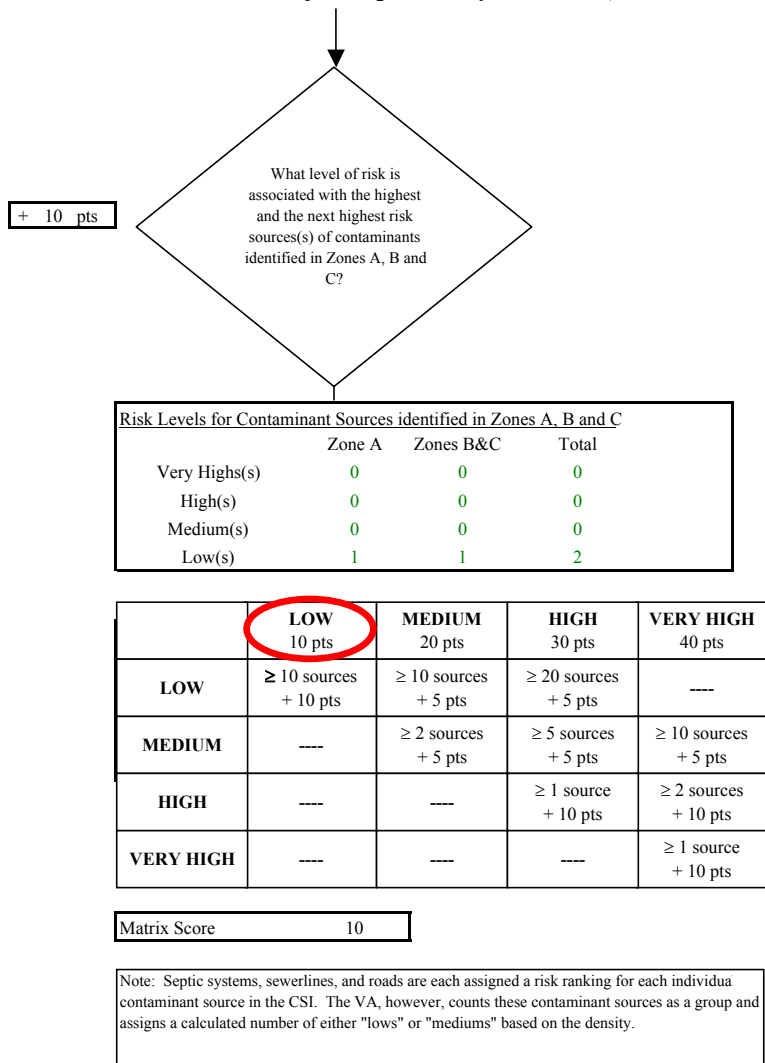 What level of risk is
associated with the highest
and the next highest risk
sources(s) of contaminants
identified in Zones A, B and
C?
+ 10 pts
Risk Levels for Contaminant Sources identified in Zones A, B and C
Zone A Zones B&C Total
Very Highs(s) 0 0 0
High(s) 0 0 0
Medium(s) 0 0 0
Low(s) 1 1 2
LOW MEDIUM HIGH VERY HIGH
10 pts 20 pts 30 pts 40 pts
LOW ≥ 10 sources ≥ 10 sources ≥ 20 sources ----
+ 10 pts + 5 pts + 5 pts
MEDIUM ---- ≥ 2 sources ≥ 5 sources ≥ 10 sources
+ 5 pts + 5 pts + 5 pts
HIGH ---- ---- ≥ 1 source ≥ 2 sources
+ 10 pts + 10 pts
VERY HIGH ---- ---- ---- ≥ 1 source
+ 10 pts
Matrix Score 10
Note: Septic systems, sewerlines, and roads are each assigned a risk ranking for each individua
contaminant source in the CSI. The VA, however, counts these contaminant sources as a group and
assigns a calculated number of either "lows" or "mediums" based on the density.